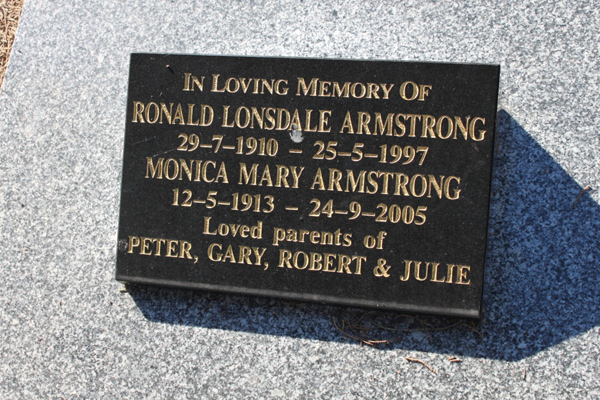 IN LOVING MEMORY OF
RONALD LONSDALE ARMSTRONG
29-7-1910 - 25-5-1997
MONICA MARY ARMSTRONG
12-5-1913 - 24-9-2005
Loved parents of
PETER, GARY, ROBERT & JULIE